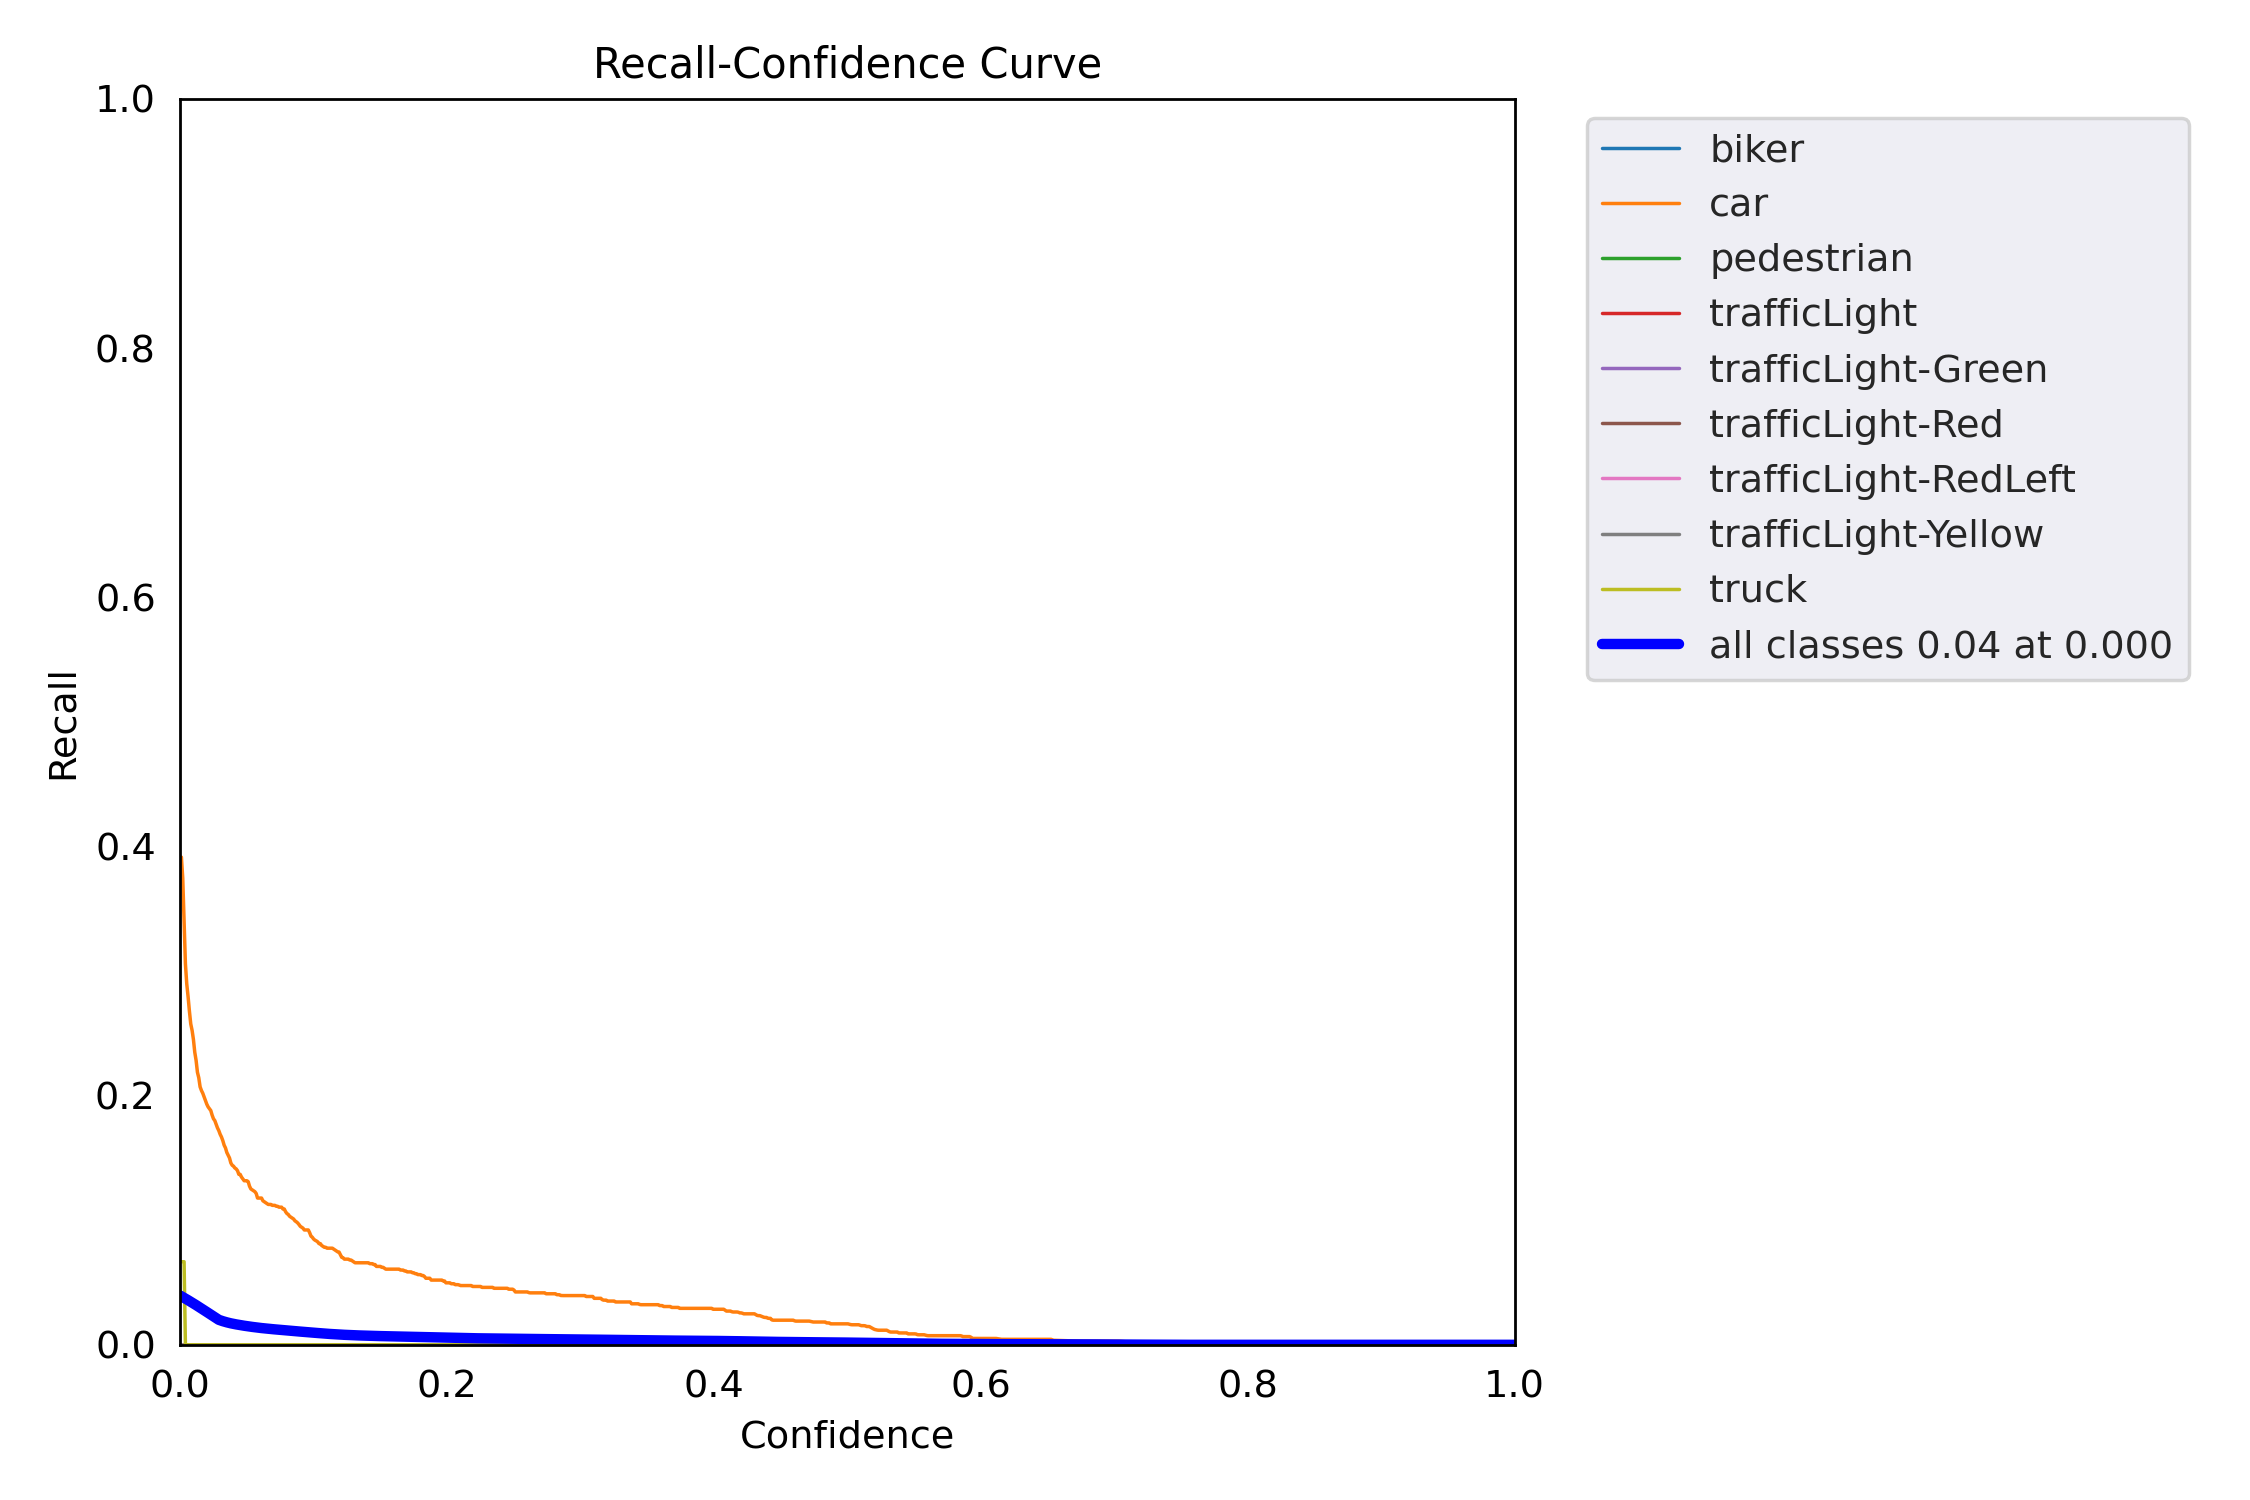 Recall-Confidence Curve
1.0
0.8
0.6
0.4
0.2
0.0
Recall
0.0 0.2 0.4 0.6 0.8 1.0
Confidence
biker
car
pedestrian
trafficLight
trafficLight-Green
trafficLight-Red
trafficLight-RedLeft
trafficLight-Yellow
truck
all classes 0.04 at 0.000